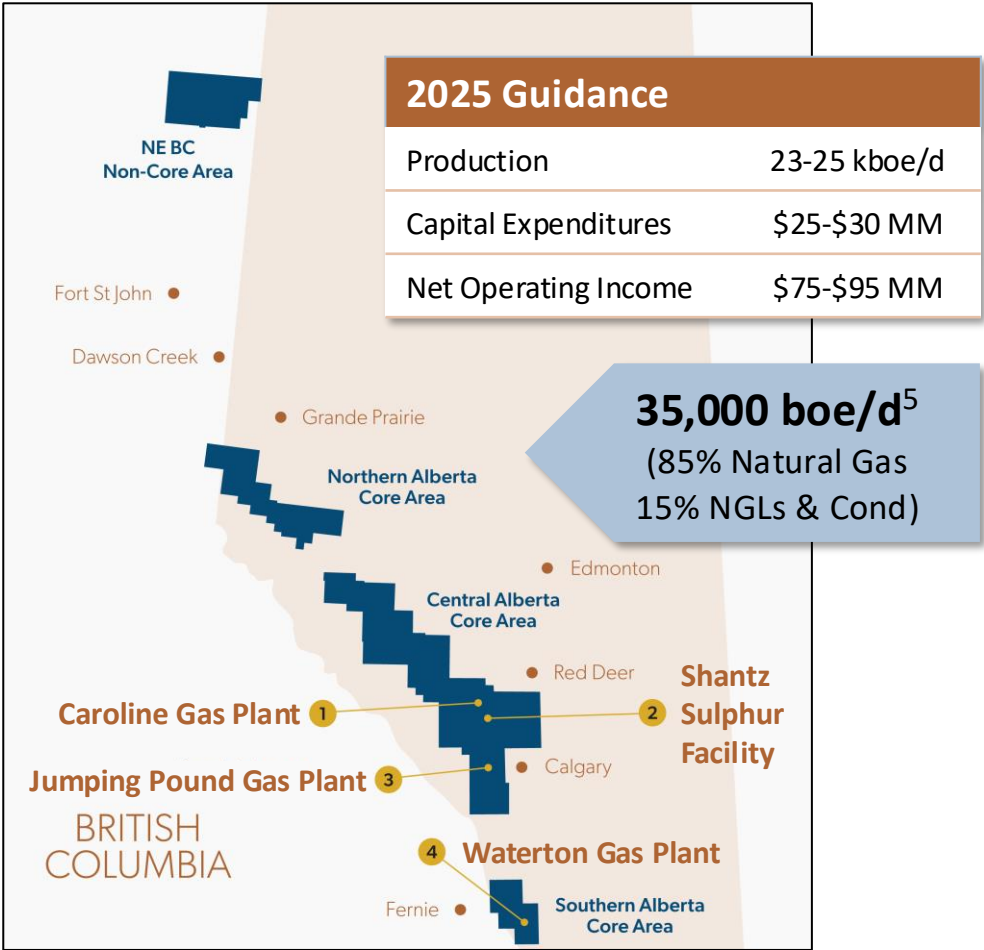 2025 Guidance
Production 23-25 kboe/d
Capital Expenditures $25-$30 MM
Net Operating Income $75-$95 MM
NE BC
Non-Core Area
Fort St John
Dawson Creek
Grande Prairie
35,000 boe/d5
(85% Natural Gas
15% NGLs & Cond)
Northern Alberta
Core Area
Edmonton
Central Alberta
Core Area
Red Deer
Caroline Gas Plant 1
2 Shantz
Sulphur
Facility
Jumping Pound Gas Plant 3
Calgary
BRITISH
COLUMBIA
4 Waterton Gas Plant
Fernie
Southern Alberta
Core Area